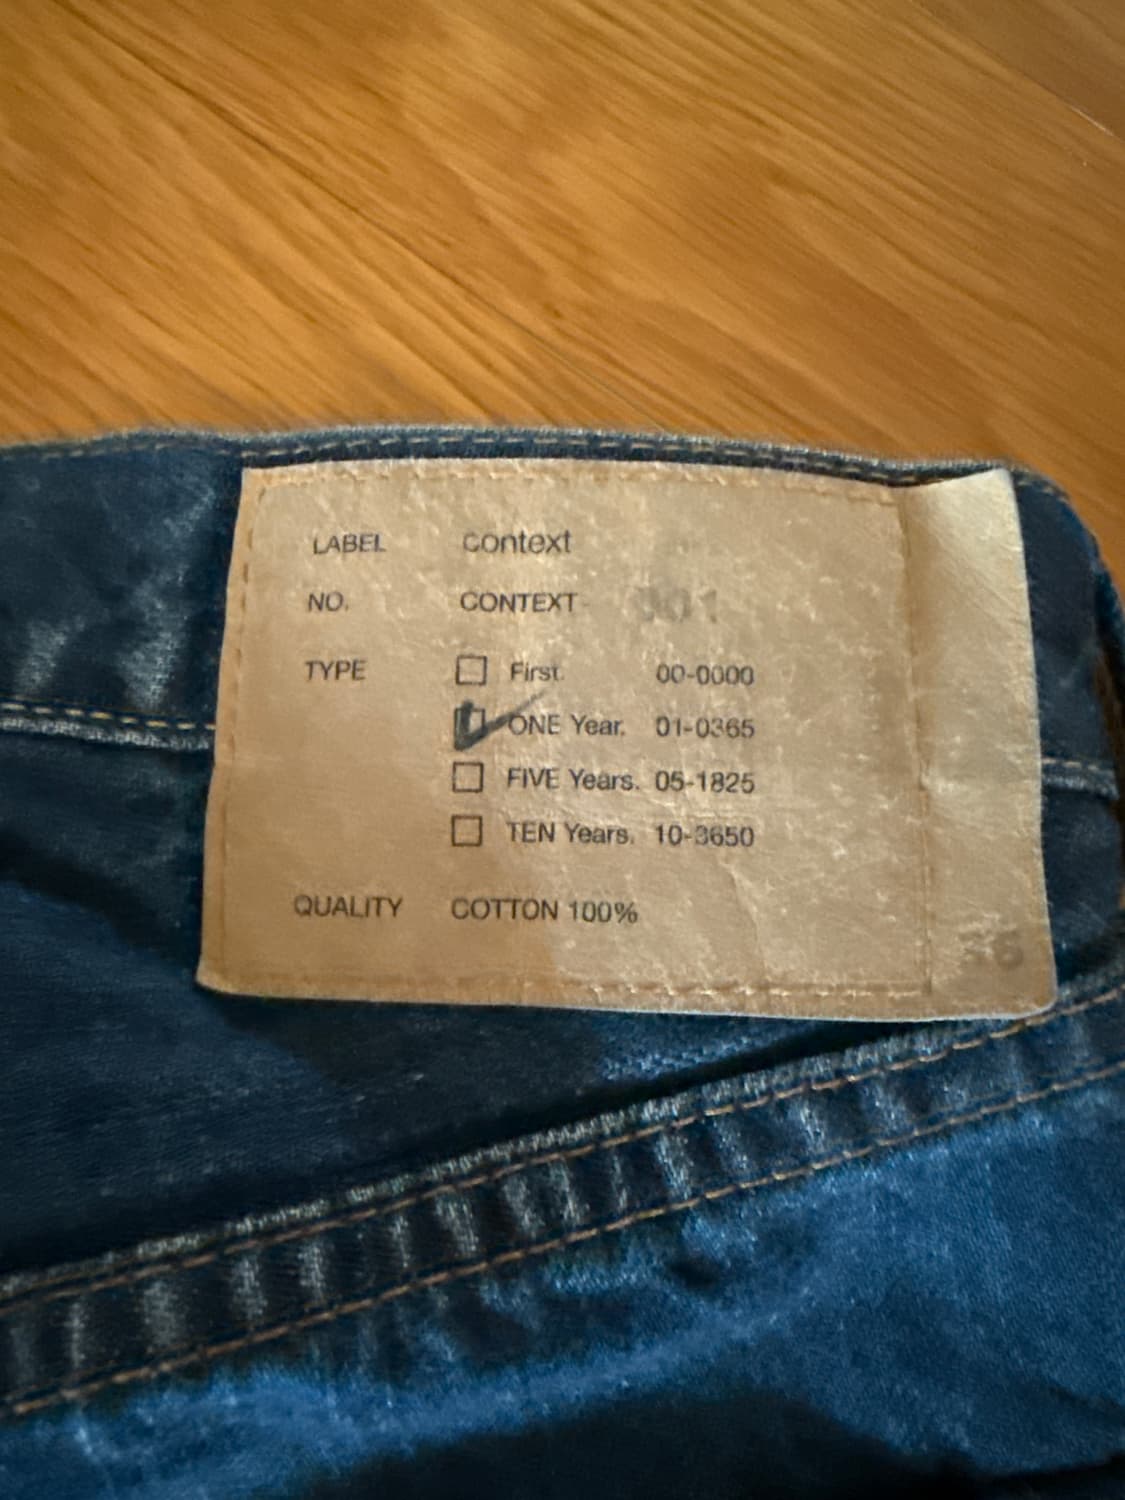 LABEL context
NO. CONTEXT-
TYPE First. 00-0000
ONE Year. 01-0365
FIVE Years. 05-1825
TEN Years. 10-3650
QUALITY COTTON 100%